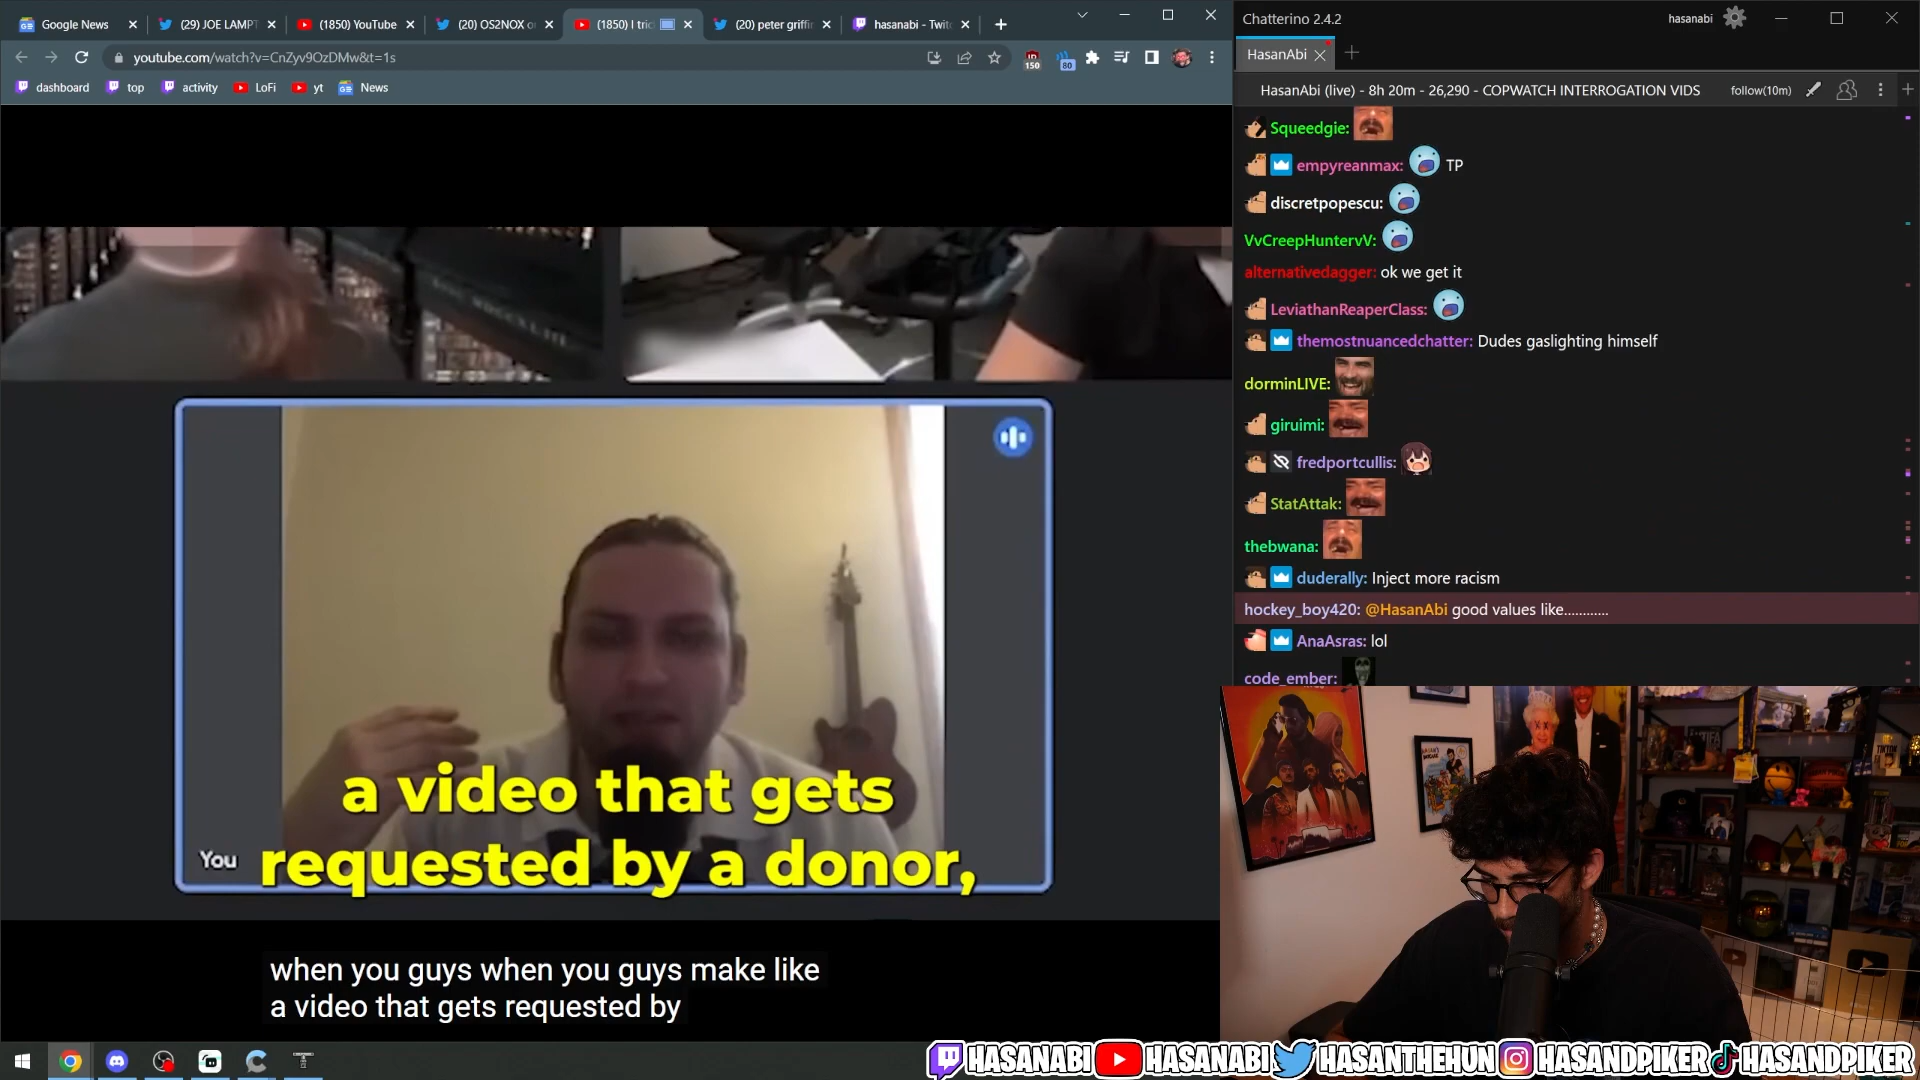 Google News
(29) JOE LAMPT
(1850) YouTube
(20) OS2NOX o
(1850) I tric
(20) peter griffin
hasanabi - Twitc
youtube.com/watch?v=CnZyv9OzDMw&t=1s
150
80
dashboard
top
activity
LoFi
yt
News
Chatterino 2.4.2
hasanabi
HasanAbi
HasanAbi (live) - 8h 20m - 26,290 - COPWATCH INTERROGATION VIDS
follow(10m)
Squeedgie:
empyreanmax: TP
discretpopescu:
VvCreepHuntervV:
alternativedagger: ok we get it
LeviathanReaperClass:
themostnuancedchatter: Dudes gaslighting himself
dorminLIVE:
giruimi:
fredportcullis:
StatAttak:
thebwana:
duderally: Inject more racism
hockey_boy420: @HasanAbi good values like............
AnaAsras: lol
code_ember:
a video that gets
requested by a donor,
You
when you guys when you guys make like
a video that gets requested by
HASANABI
HASANABI
HASANTHEHUN
HASANDPIKER
HASANDPIKER